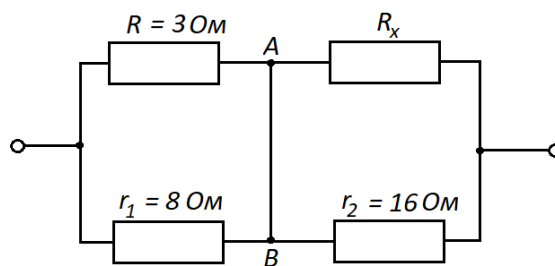 R = 3 Ом
A
Rₓ
r₁ = 8 Ом
r₂ = 16 Ом
B